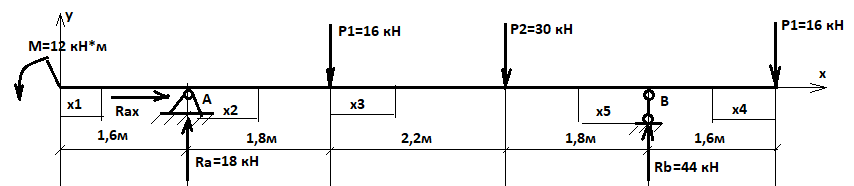 y
M=12 кН*м
P1=16 кН
P2=30 кН
P1=16 кН
x
x1
Rax
A
x2
x3
x5
B
x4
1,6м
1,8м
2,2м
1,8м
1,6м
Ra=18 кН
Rb=44 кН